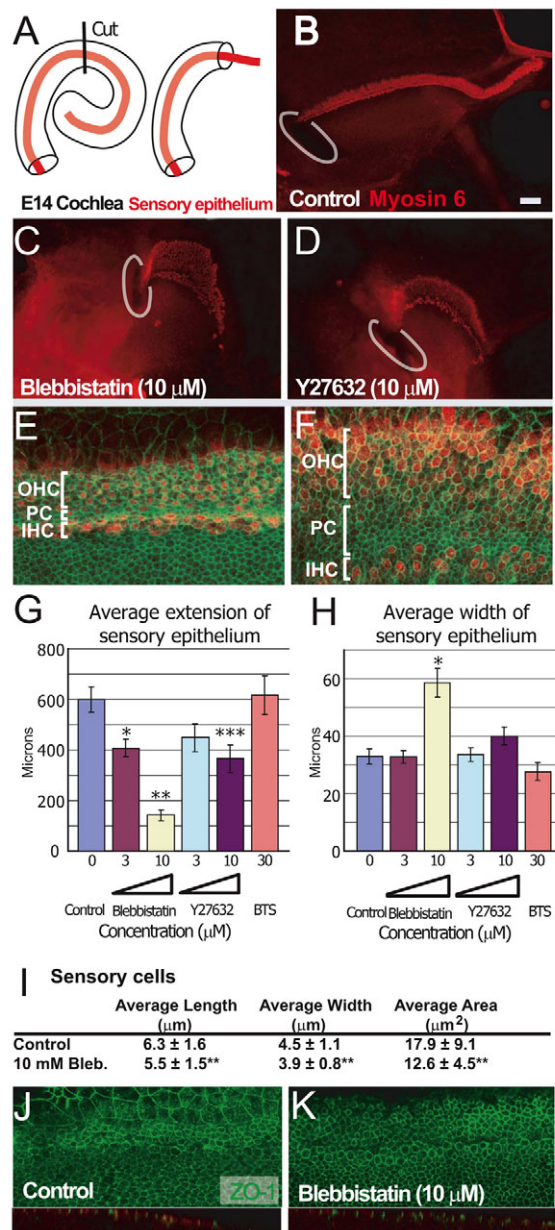 A
Cut
E14 Cochlea Sensory epithelium
B
Control Myosin 6
C
Blebbistatin (10 μM)
D
Y27632 (10 μM)
E
OHC
PC
IHC
F
OHC
PC
IHC
G
Average extension of
sensory epithelium
800
600
400
200
0
Microns
*
**
***
0 3 10 3 10 30
Control Blebbistatin Y27632 BTS
Concentration (μM)
H
Average width of
sensory epithelium
60
40
20
0
Microns
*
0 3 10 3 10 30
Control Blebbistatin Y27632 BTS
Concentration (μM)
I Sensory cells
Average Length Average Width Average Area
(μm) (μm) (μm²)
Control 6.3 ± 1.6 4.5 ± 1.1 17.9 ± 9.1
10 mM Bleb. 5.5 ± 1.5** 3.9 ± 0.8** 12.6 ± 4.5**
J
Control ZO-1
K
Blebbistatin (10 μM)